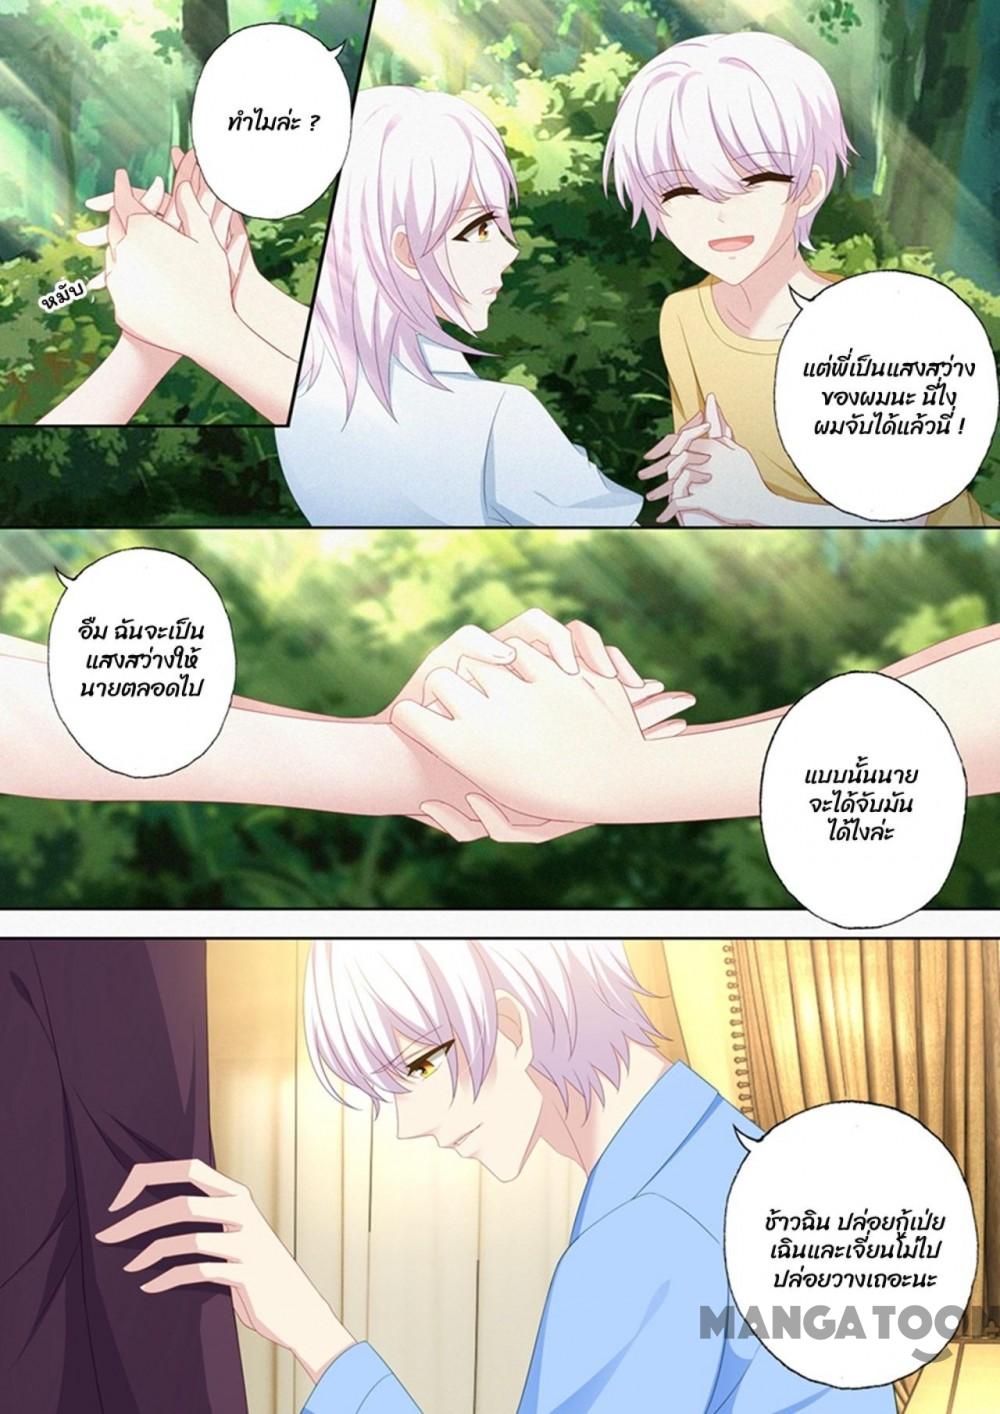 ทำไมล่ะ ?
หมับ
แต่พี่เป็นแสงสว่าง
ของผมนะ นี่ไง
ผมจับได้แล้วนี่ !
อืม ฉันจะเป็น
แสงสว่างให้
นายตลอดไป
แบบนั้นนาย
จะได้จับมัน
ได้ไงล่ะ
ช้าวฉิน ปล่อยกู้เป่ย
เฉินและเจี่ยนโม่ไป
ปล่อยวางเถอะนะ
MANGATOON